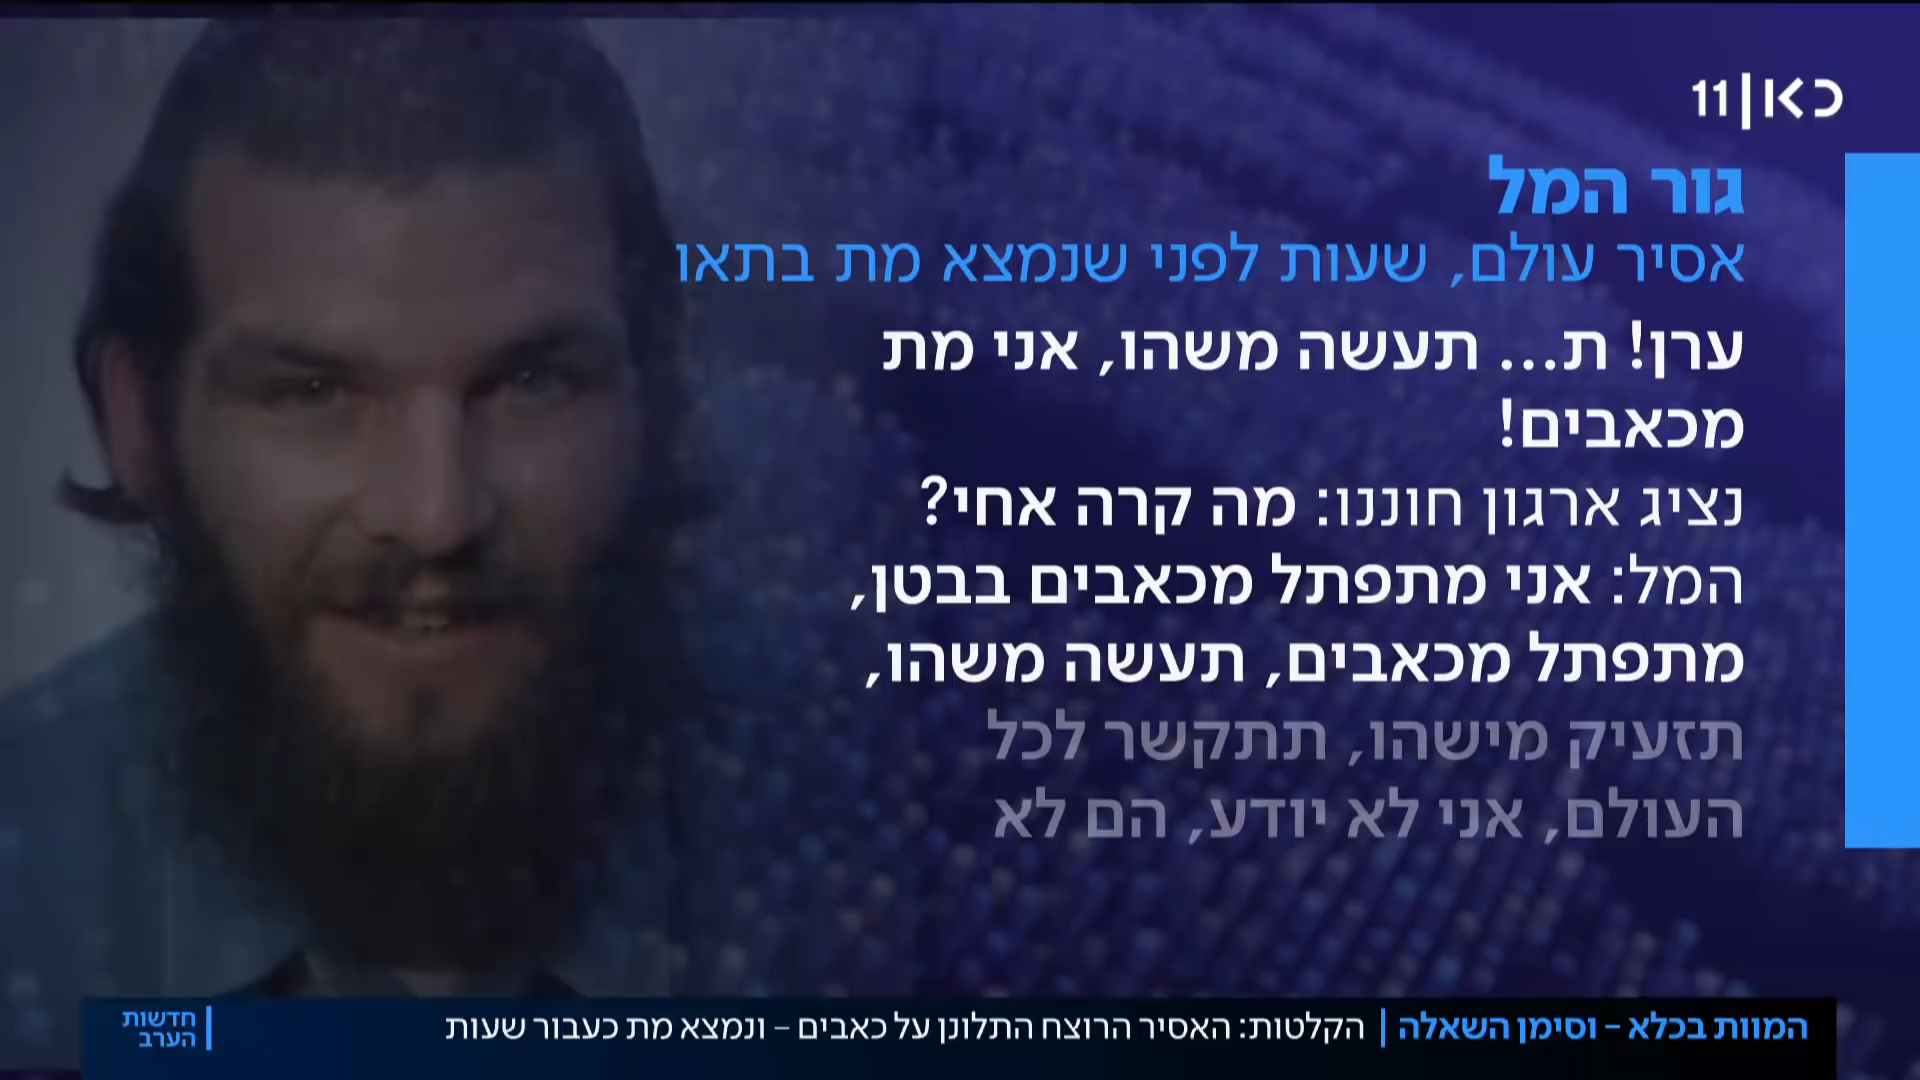 כאן|11
גור המל
אסיר עולם, שעות לפני שנמצא מת בתאו
ערן! ת... תעשה משהו, אני מת
מכאבים!
נציג ארגון חוננו: מה קרה אחי?
המל: אני מתפתל מכאבים בבטן,
מתפתל מכאבים, תעשה משהו,
תזעיק מישהו, תתקשר לכל
העולם, אני לא יודע, הם לא
המוות בכלא – וסימן השאלה | הקלטות: האסיר הרוצח התלונן על כאבים – ונמצא מת כעבור שעות
חדשות
הערב